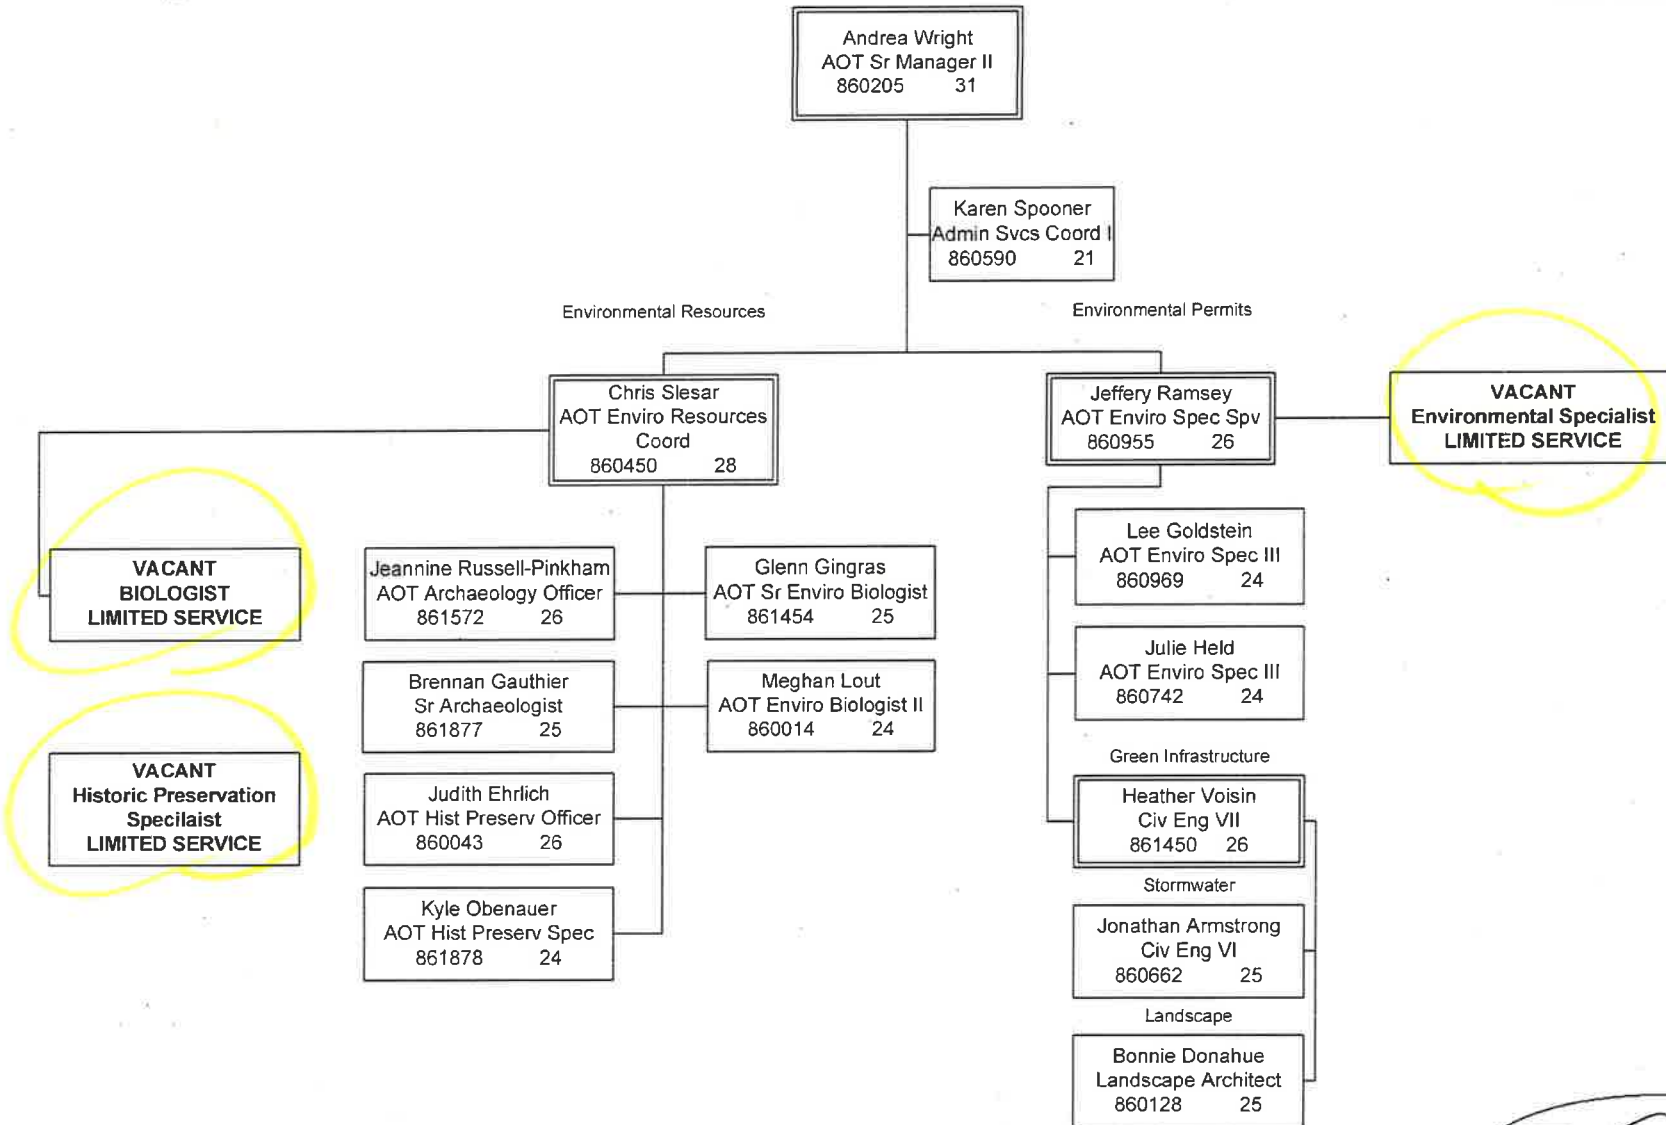 Andrea Wright
AOT Sr Manager II
860205 31
Karen Spooner
Admin Svcs Coord I
860590 21
Environmental Resources
Environmental Permits
Chris Slesar
AOT Enviro Resources
Coord
860450 28
Jeffery Ramsey
AOT Enviro Spec Spv
860955 26
VACANT
Environmental Specialist
LIMITED SERVICE
VACANT
BIOLOGIST
LIMITED SERVICE
Jeannine Russell-Pinkham
AOT Archaeology Officer
861572 26
Glenn Gingras
AOT Sr Enviro Biologist
861454 25
Lee Goldstein
AOT Enviro Spec III
860969 24
Brennan Gauthier
Sr Archaeologist
861877 25
Meghan Lout
AOT Enviro Biologist II
860014 24
Julie Held
AOT Enviro Spec III
860742 24
VACANT
Historic Preservation
Specilaist
LIMITED SERVICE
Judith Ehrlich
AOT Hist Preserv Officer
860043 26
Green Infrastructure
Heather Voisin
Civ Eng VII
861450 26
Kyle Obenauer
AOT Hist Preserv Spec
861878 24
Stormwater
Jonathan Armstrong
Civ Eng VI
860662 25
Landscape
Bonnie Donahue
Landscape Architect
860128 25